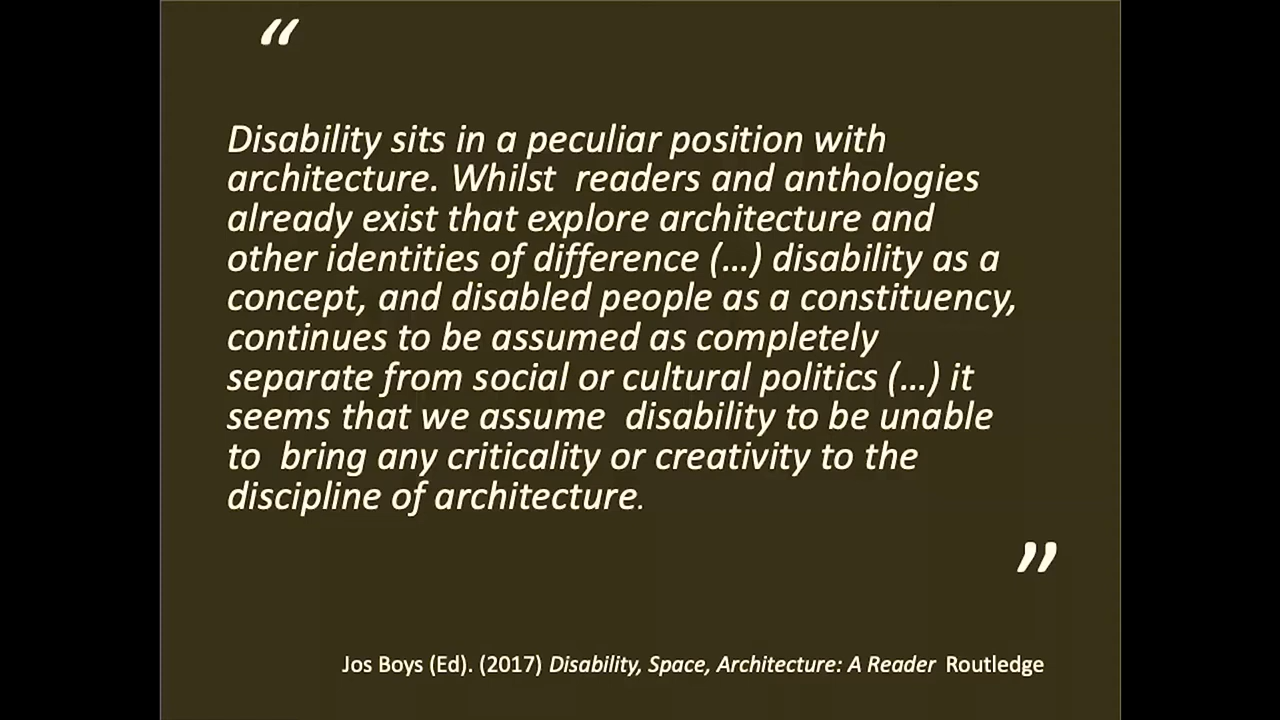 “
Disability sits in a peculiar position with
architecture. Whilst  readers and anthologies
already exist that explore architecture and
other identities of difference (…) disability as a
concept, and disabled people as a constituency,
continues to be assumed as completely
separate from social or cultural politics (…) it
seems that we assume  disability to be unable
to  bring any criticality or creativity to the
discipline of architecture.
”
Jos Boys (Ed). (2017) Disability, Space, Architecture: A Reader  Routledge